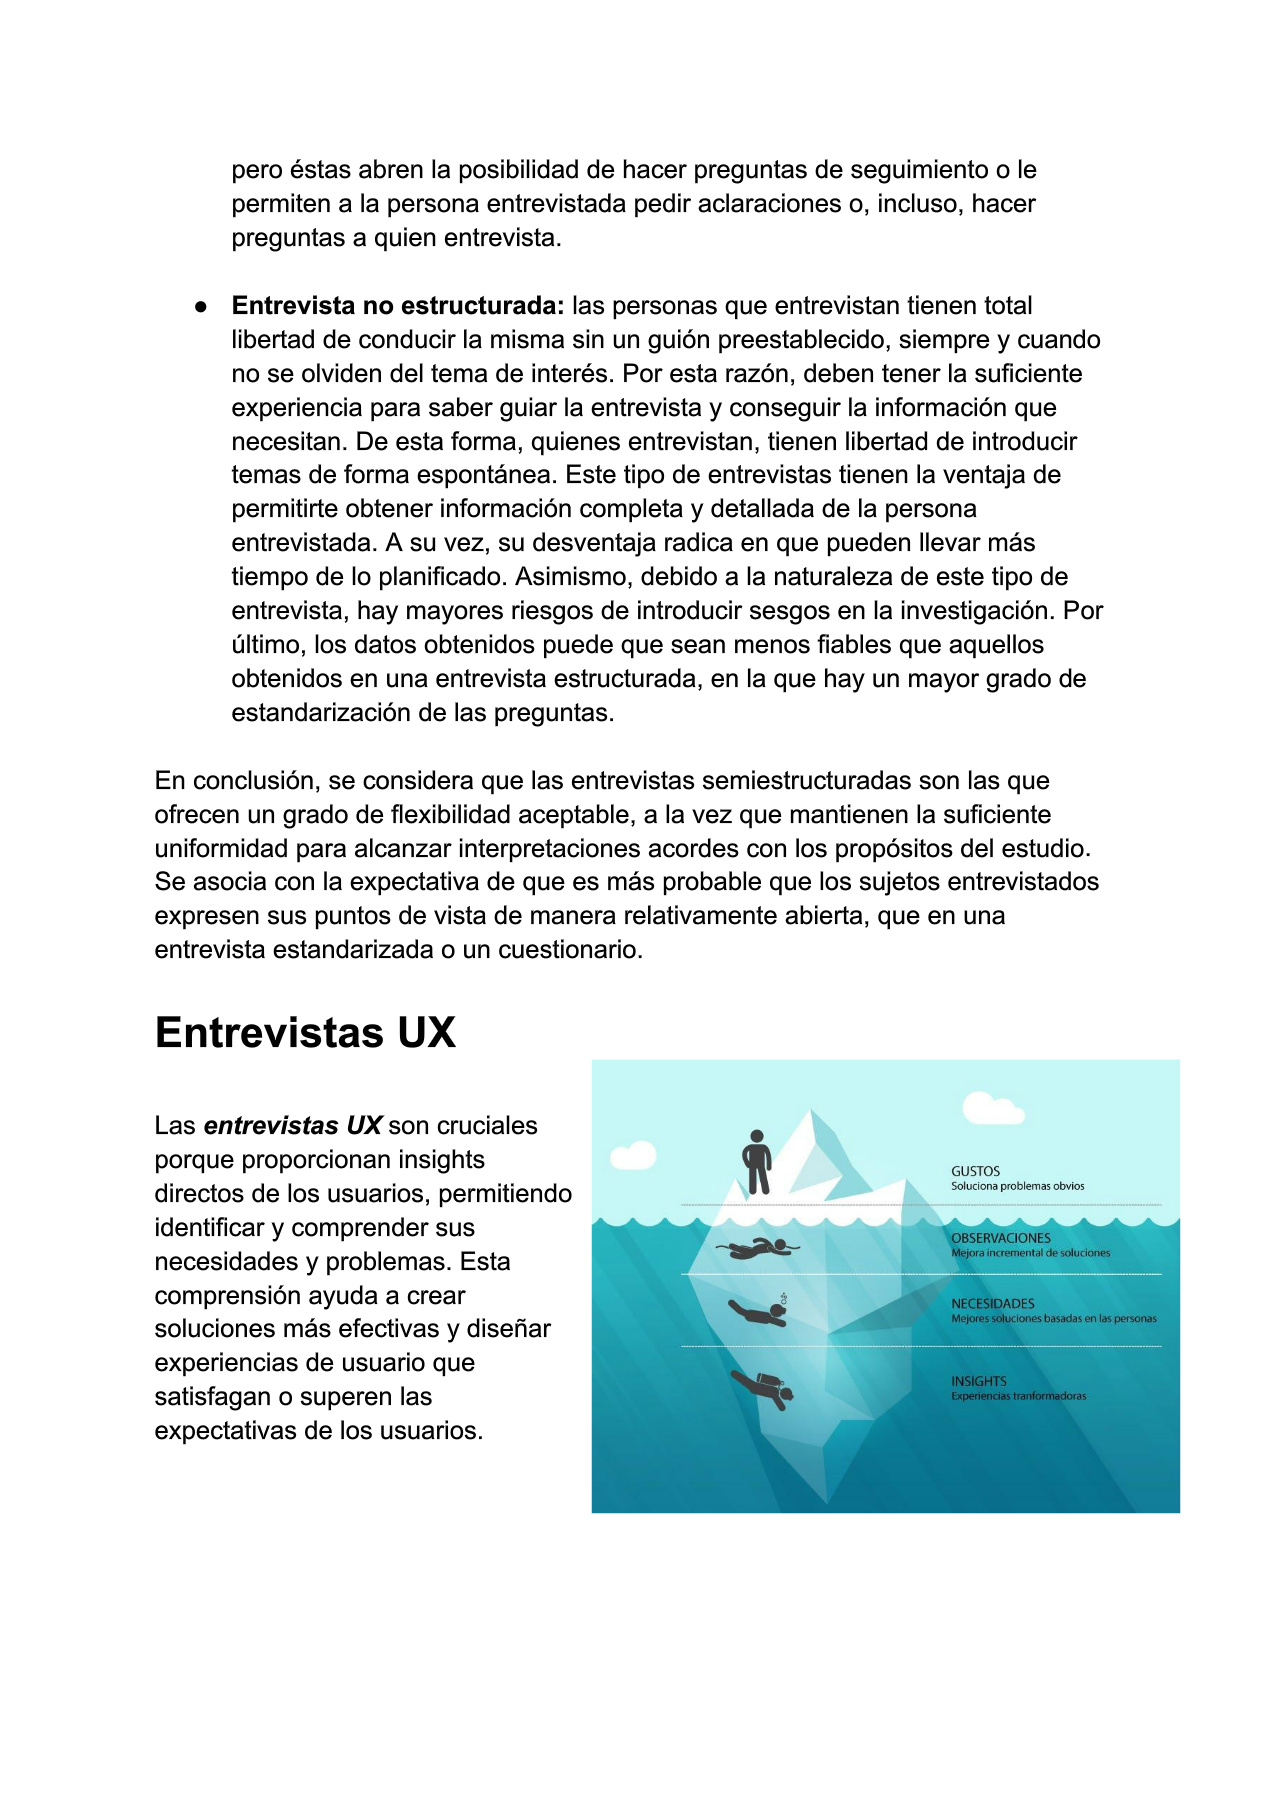 pero éstas abren la posibilidad de hacer preguntas de seguimiento o le
permiten a la persona entrevistada pedir aclaraciones o, incluso, hacer
preguntas a quien entrevista.
● Entrevista no estructurada: las personas que entrevistan tienen total
libertad de conducir la misma sin un guión preestablecido, siempre y cuando
no se olviden del tema de interés. Por esta razón, deben tener la suficiente
experiencia para saber guiar la entrevista y conseguir la información que
necesitan. De esta forma, quienes entrevistan, tienen libertad de introducir
temas de forma espontánea. Este tipo de entrevistas tienen la ventaja de
permitirte obtener información completa y detallada de la persona
entrevistada. A su vez, su desventaja radica en que pueden llevar más
tiempo de lo planificado. Asimismo, debido a la naturaleza de este tipo de
entrevista, hay mayores riesgos de introducir sesgos en la investigación. Por
último, los datos obtenidos puede que sean menos fiables que aquellos
obtenidos en una entrevista estructurada, en la que hay un mayor grado de
estandarización de las preguntas.
En conclusión, se considera que las entrevistas semiestructuradas son las que
ofrecen un grado de flexibilidad aceptable, a la vez que mantienen la suficiente
uniformidad para alcanzar interpretaciones acordes con los propósitos del estudio.
Se asocia con la expectativa de que es más probable que los sujetos entrevistados
expresen sus puntos de vista de manera relativamente abierta, que en una
entrevista estandarizada o un cuestionario.
Entrevistas UX
Las entrevistas UX son cruciales
porque proporcionan insights
directos de los usuarios, permitiendo
identificar y comprender sus
necesidades y problemas. Esta
comprensión ayuda a crear
soluciones más efectivas y diseñar
experiencias de usuario que
satisfagan o superen las
expectativas de los usuarios.
GUSTOS
Soluciona problemas obvios
OBSERVACIONES
Mejora incremental de soluciones
NECESIDADES
Mejores soluciones basadas en las personas
INSIGHTS
Experiencias tranformadoras